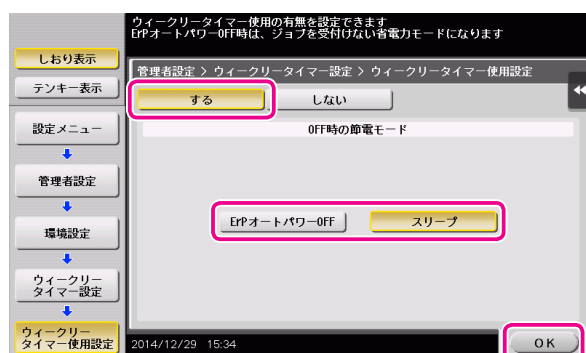 ウィークリータイマー使用の有無を設定できます
ErPオートパワーOFF時は、ジョブを受付けない省電力モードになります
しおり表示
テンキー表示
設定メニュー
管理者設定
環境設定
ウィークリー
タイマー設定
ウィークリー
タイマー使用設定
管理者設定 > ウィークリータイマー設定 > ウィークリータイマー使用設定
する
しない
OFF時の節電モード
ErPオートパワーOFF
スリープ
2014/12/29 15:34
OK